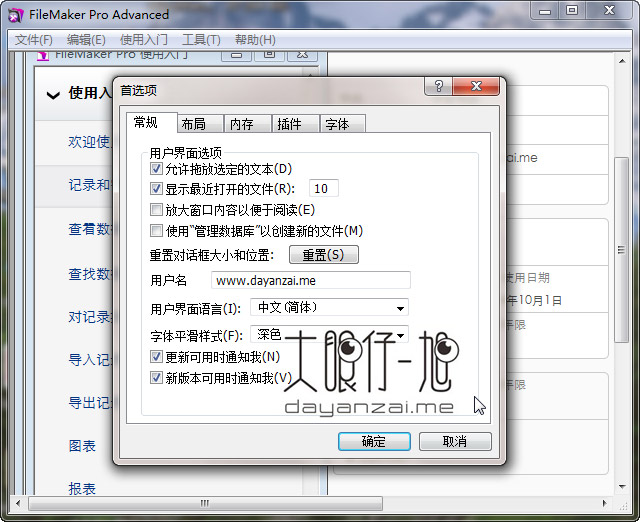 FileMaker Pro Advanced
文件(F) 编辑(E) 使用入门 工具(T) 帮助(H)
FileMaker Pro 使用入门
使用入
欢迎使
记录和
查看数
查找数
对记录
导入记
导出记
图表
报表
ai.me
使用日期
年10月1日
年限
年限
首选项
常规 布局 内存 插件 字体
用户界面选项
允许拖放选定的文本(D)
显示最近打开的文件(R): 10
放大窗口内容以便于阅读(E)
使用“管理数据库”以创建新的文件(M)
重置对话框大小和位置: 重置(S)
用户名 www.dayanzai.me
用户界面语言(I): 中文(简体)
字体平滑样式(F): 深色
更新可用时通知我(N)
新版本可用时通知我(V)
大眼仔~旭
dayanzai.me
确定 取消